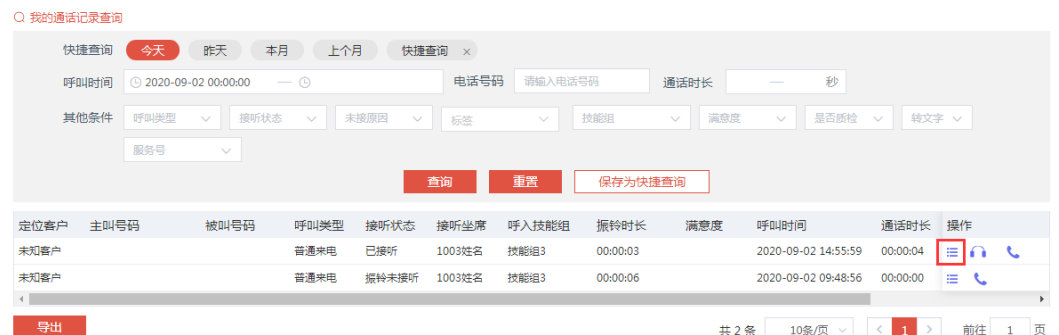 我的通话记录查询
快捷查询 今天 昨天 本月 上个月 快捷查询 ×
呼叫时间 2020-09-02 00:00:00 — 电话号码 请输入电话号码 通话时长 — 秒
其他条件 呼叫类型 接听状态 未接原因 标签 技能组 满意度 是否质检 转文字
服务号
查询 重置 保存为快捷查询
定位客户 主叫号码 被叫号码 呼叫类型 接听状态 接听坐席 呼入技能组 振铃时长 满意度 呼叫时间 通话时长 操作
未知客户 普通来电 已接听 1003姓名 技能组3 00:00:03 2020-09-02 14:55:59 00:00:04
未知客户 普通来电 振铃未接听 1003姓名 技能组3 00:00:06 2020-09-02 09:48:56 00:00:00
导出 共 2 条 10条/页 < 1 > 前往 1 页